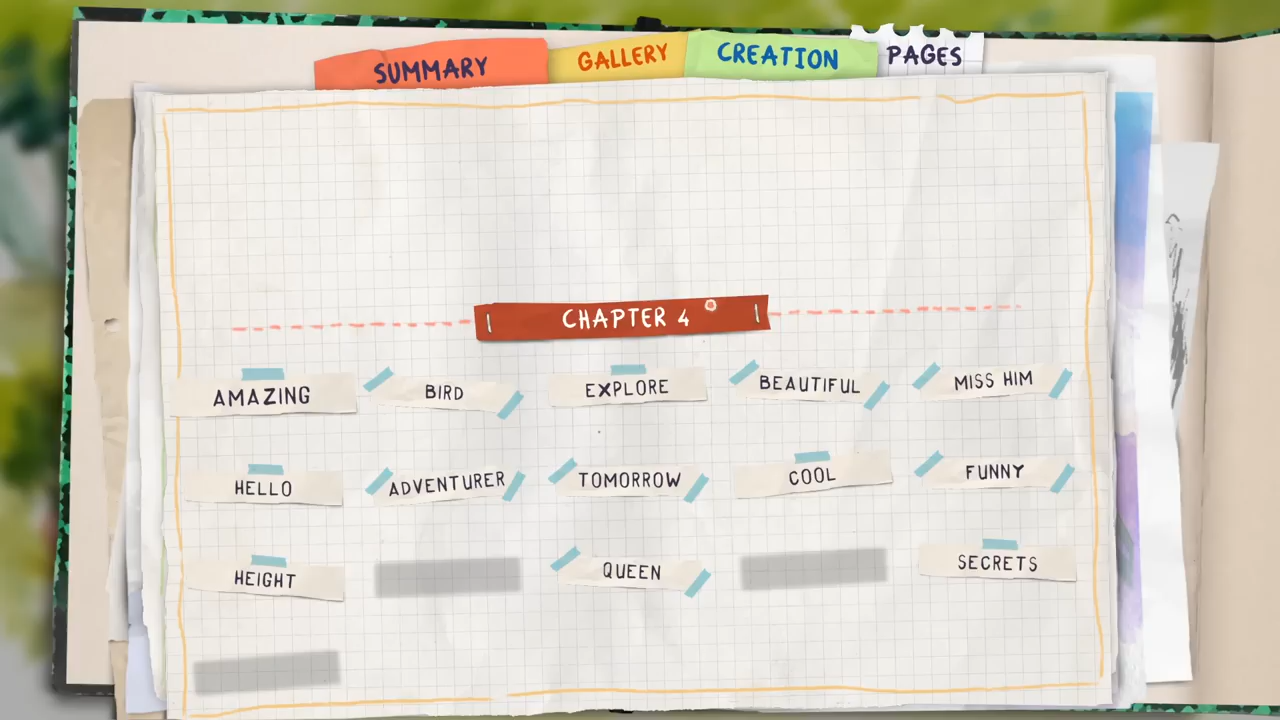 SUMMARY
GALLERY
CREATION
PAGES
CHAPTER 4
AMAZING
BIRD
EXPLORE
BEAUTIFUL
MISS HIM
HELLO
ADVENTURER
TOMORROW
COOL
FUNNY
HEIGHT
QUEEN
SECRETS